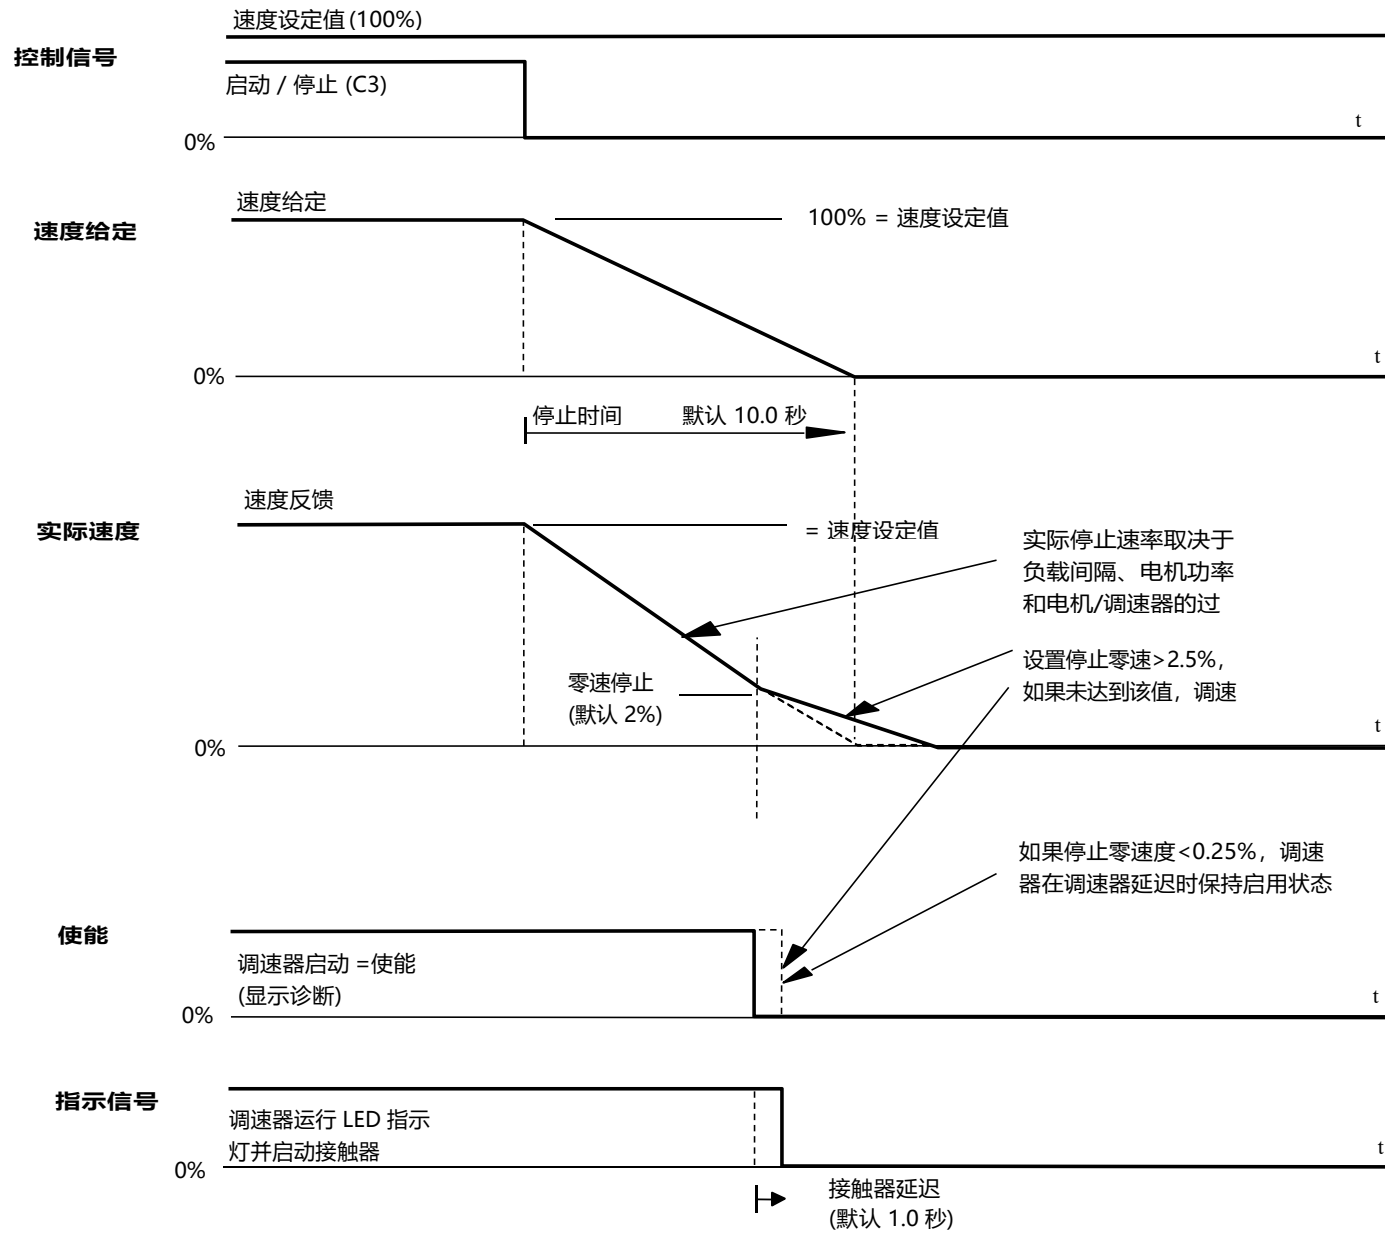 速度设定值(100%)
控制信号
启动 / 停止 (C3)
t
0%
速度给定
速度给定
100% = 速度设定值
t
0%
停止时间 默认 10.0 秒
速度反馈
实际速度
= 速度设定值
实际停止速率取决于
负载间隔、电机功率
和电机/调速器的过
设置停止零速>2.5%,
如果未达到该值，调速
零速停止
(默认 2%)
t
0%
如果停止零速度<0.25%，调速
器在调速器延迟时保持启用状态
使能
调速器启动 =使能
(显示诊断)
t
0%
指示信号
调速器运行 LED 指示
灯并启动接触器
t
0%
接触器延迟
(默认 1.0 秒)